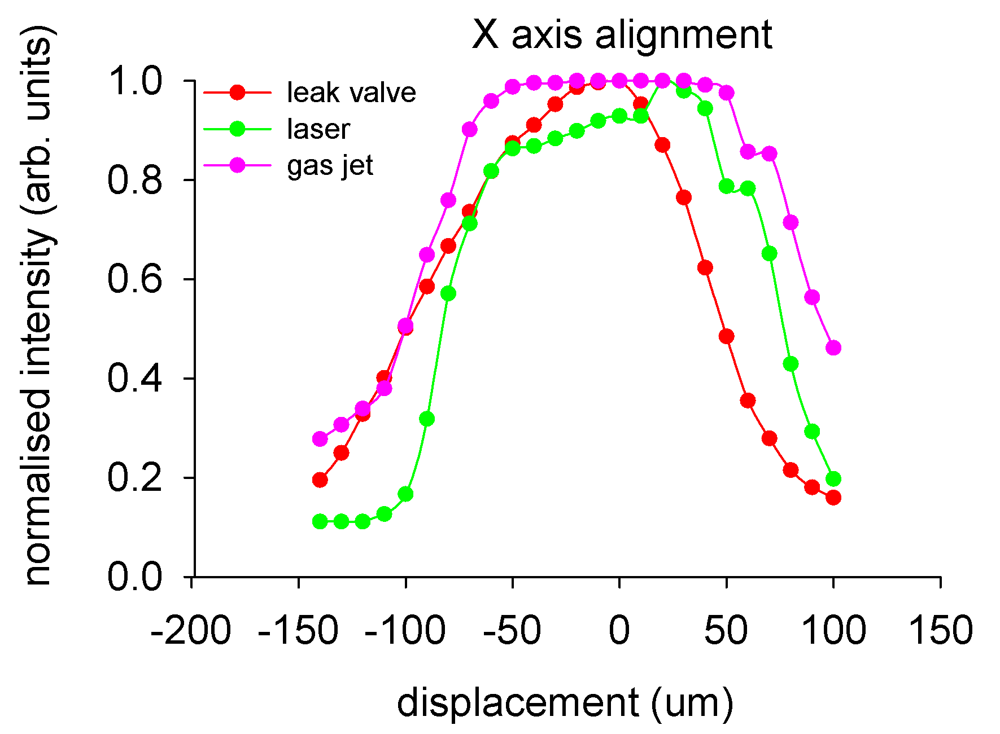 X axis alignment
normalised intensity (arb. units)
1.0
0.8
0.6
0.4
0.2
0.0
leak valve
laser
gas jet
-200 -150 -100 -50 0 50 100 150
displacement (um)